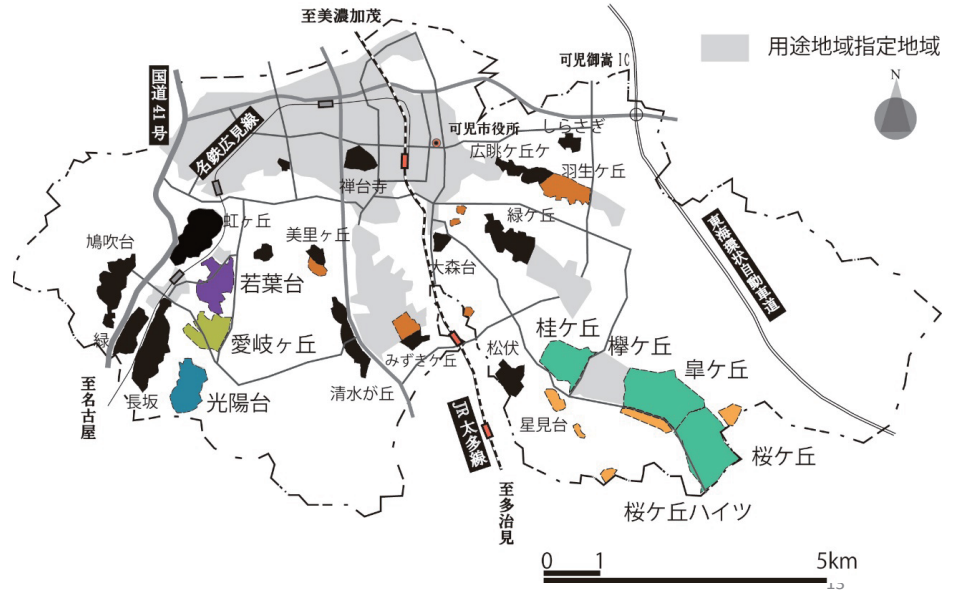 至美濃加茂
用途地域指定地域
可児御嵩 IC
N
国道41号
名鉄広見線
可児市役所
しらさぎ
広眺ケ丘ケ
羽生ケ丘
禅台寺
緑ケ丘
虹ヶ丘
美里ヶ丘
鳩吹台
大森台
東海環状自動車道
若葉台
桂ケ丘
欅ケ丘
緑
愛岐ヶ丘
みずきケ丘
松伏
皐ケ丘
至名古屋
長坂
光陽台
清水が丘
JR太多線
星見台
桜ケ丘
至多治見
桜ケ丘ハイツ
0 1 5km
13